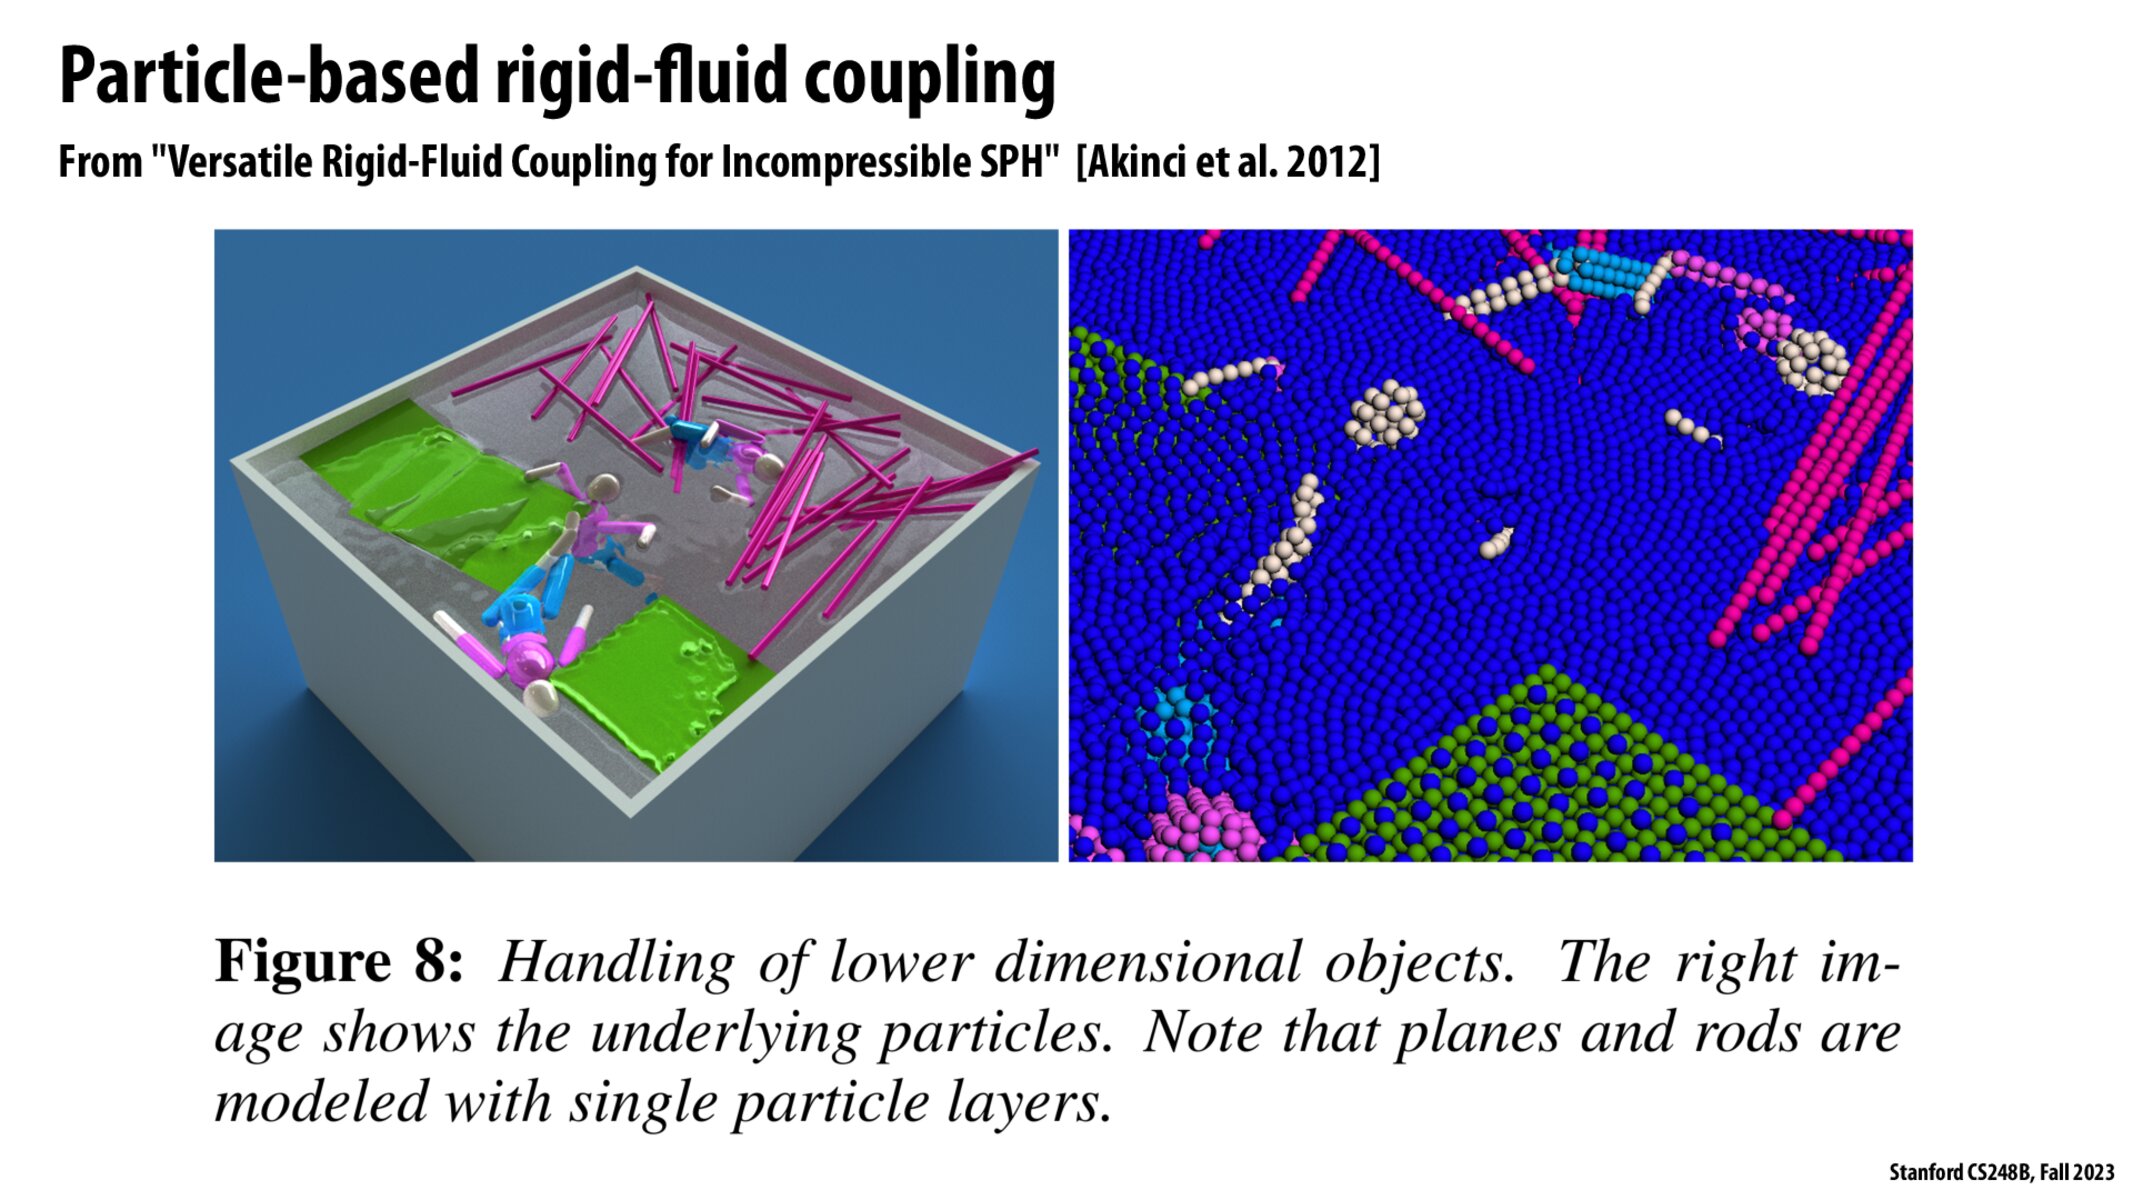 Particle-based rigid-fluid coupling
From "Versatile Rigid-Fluid Coupling for Incompressible SPH" [Akinci et al. 2012]
Figure 8: Handling of lower dimensional objects. The right im-
age shows the underlying particles. Note that planes and rods are
modeled with single particle layers.
Stanford CS248B, Fall 2023